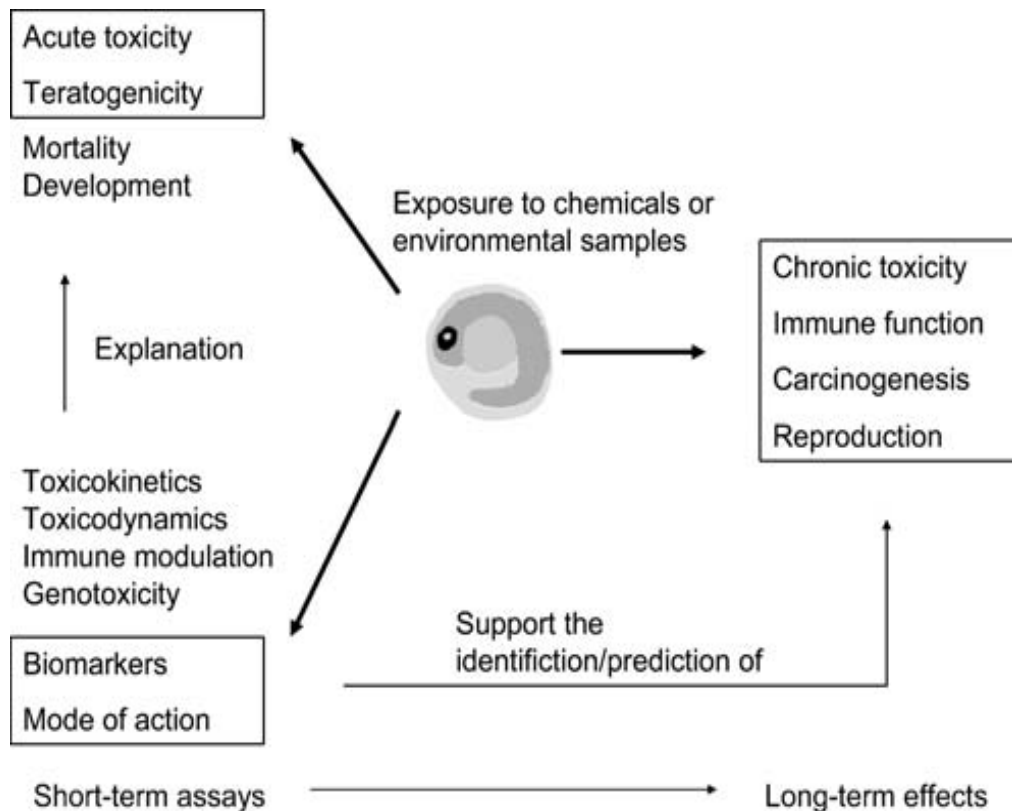 Acute toxicity
Teratogenicity
Mortality
Development
Exposure to chemicals or
environmental samples
Chronic toxicity
Immune function
Carcinogenesis
Reproduction
Explanation
Toxicokinetics
Toxicodynamics
Immune modulation
Genotoxicity
Biomarkers
Mode of action
Support the
identifiction/prediction of
Short-term assays
Long-term effects